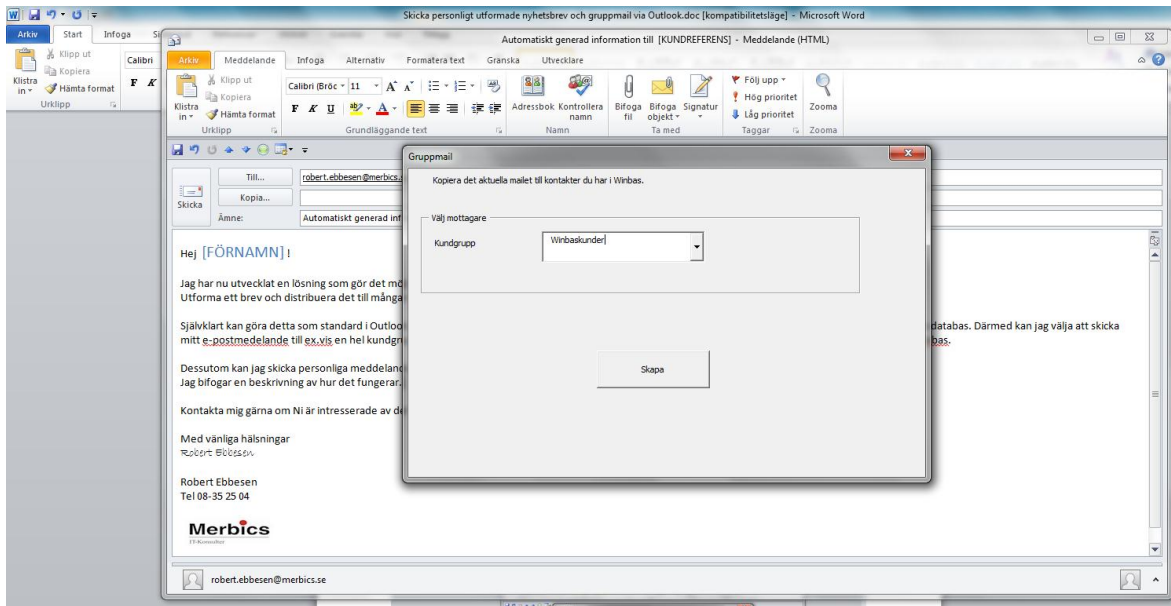 Skicka personligt utformade nyhetsbrev och gruppmail via Outlook.doc [kompatibilitetsläge] - Microsoft Word
Arkiv Start Infoga
Klipp ut
Kopiera
Hämta format
Klistra in
Urklipp
Calibri
F K
Automatiskt generad information till [KUNDREFERENS] - Meddelande (HTML)
Arkiv Meddelande Infoga Alternativ Formatera text Granska Utvecklare
Klistra in
Klipp ut
Kopiera
Hämta format
Urklipp
Calibri (Bröc 11
F K U
Grundläggande text
Adressbok Kontrollera namn
Namn
Bifoga fil Bifoga objekt Signatur
Ta med
Följ upp
Hög prioritet
Låg prioritet
Taggar
Zooma
Zooma
Skicka
Till... robert.ebbesen@merbics.
Kopia...
Ämne: Automatiskt generad inf
Hej [FÖRNAMN] !
Jag har nu utvecklat en lösning som gör det mö
Utforma ett brev och distribuera det till många
Självklart kan göra detta som standard i Outloo databas. Därmed kan jag välja att skicka
mitt e-postmedelande till ex.vis en hel kundgru bas.
Dessutom kan jag skicka personliga meddeland
Jag bifogar en beskrivning av hur det fungerar.
Kontakta mig gärna om Ni är intresserade av de
Med vänliga hälsningar
Robert Ebbesen
Robert Ebbesen
Tel 08-35 25 04
Merbics
IT-Konsulter
robert.ebbesen@merbics.se
Gruppmail
Kopiera det aktuella mailet till kontakter du har i Winbas.
Välj mottagare
Kundgrupp Winbaskunder
Skapa